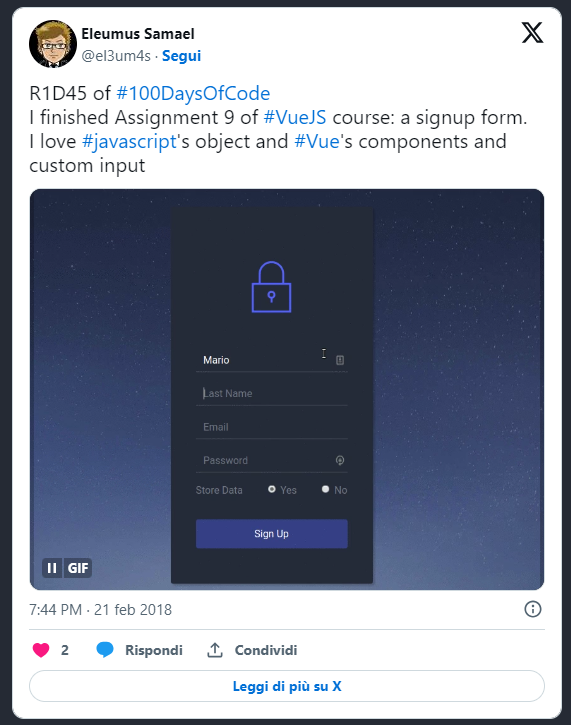 Eleumus Samael
@el3um4s · Segui
R1D45 of #100DaysOfCode
I finished Assignment 9 of #VueJS course: a signup form.
I love #javascript's object and #Vue's components and
custom input
Mario
Last Name
Email
Password
Store Data Yes No
Sign Up
GIF
7:44 PM · 21 feb 2018
2 Rispondi Condividi
Leggi di più su X